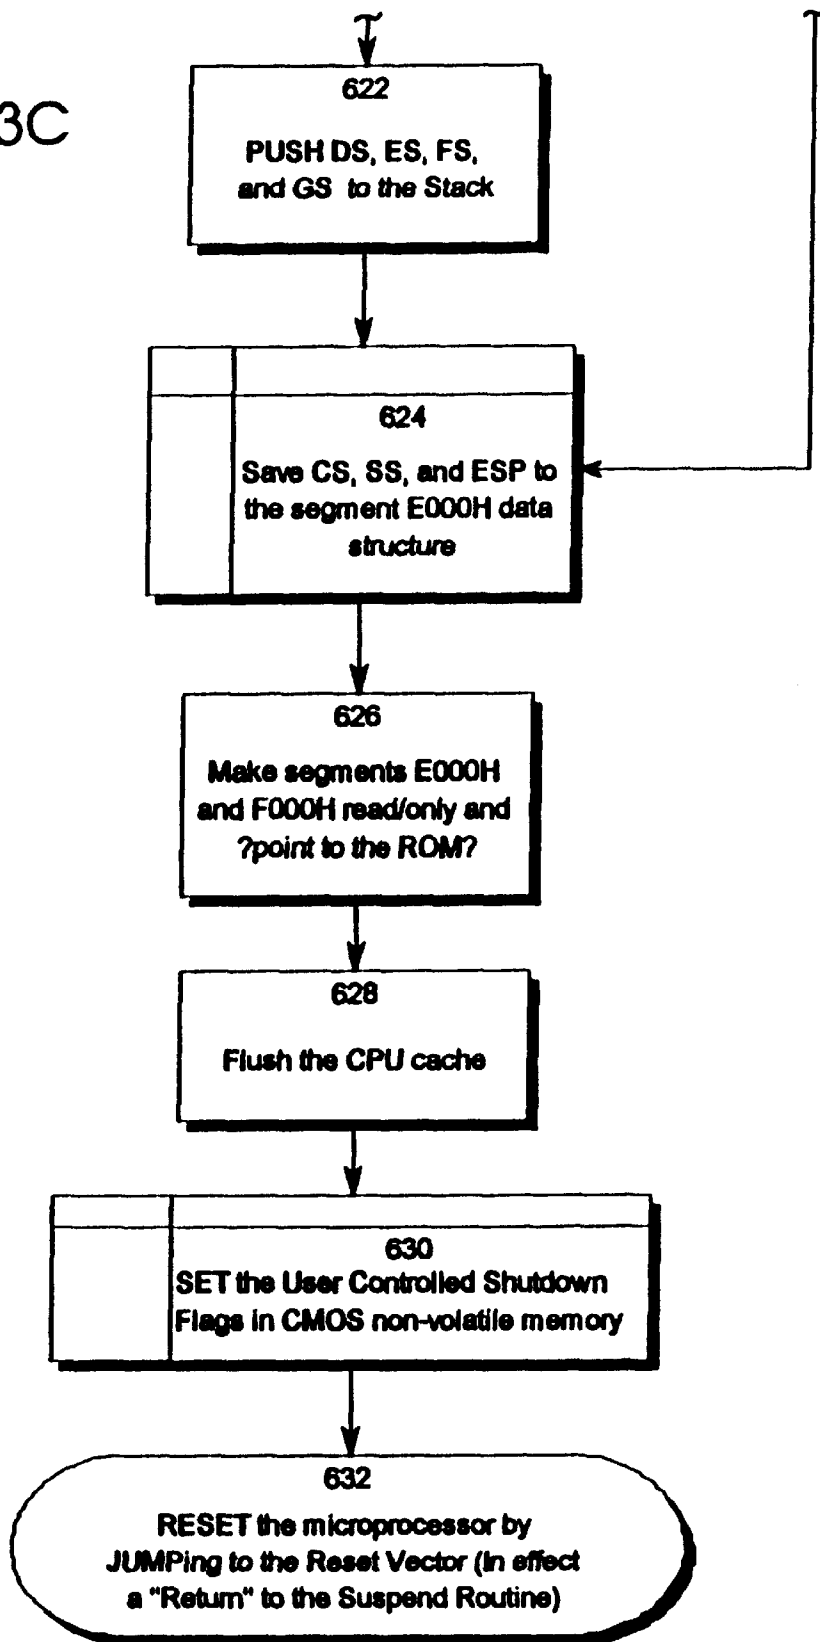 3C
622
PUSH DS, ES, FS,
and GS to the Stack
624
Save CS, SS, and ESP to
the segment E000H data
structure
626
Make segments E000H
and F000H read/only and
?point to the ROM?
628
Flush the CPU cache
630
SET the User Controlled Shutdown
Flags in CMOS non-volatile memory
632
RESET the microprocessor by
JUMPing to the Reset Vector (In effect
a "Return" to the Suspend Routine)